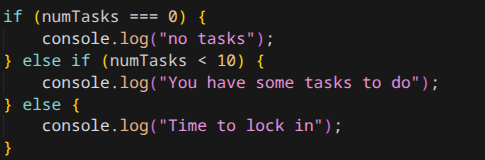 if (numTasks === 0) {
    console.log("no tasks");
} else if (numTasks < 10) {
    console.log("You have some tasks to do");
} else {
    console.log("Time to lock in");
}